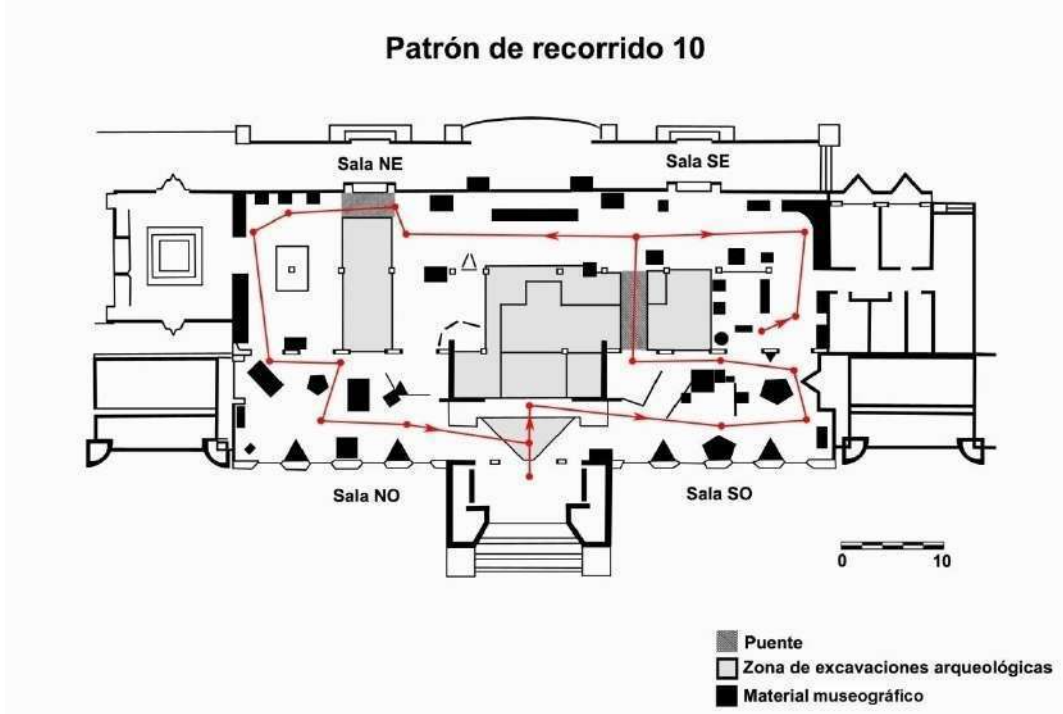 Patrón de recorrido 10
Sala NE
Sala SE
Sala NO
Sala SO
0 10
Puente
Zona de excavaciones arqueológicas
Material museográfico